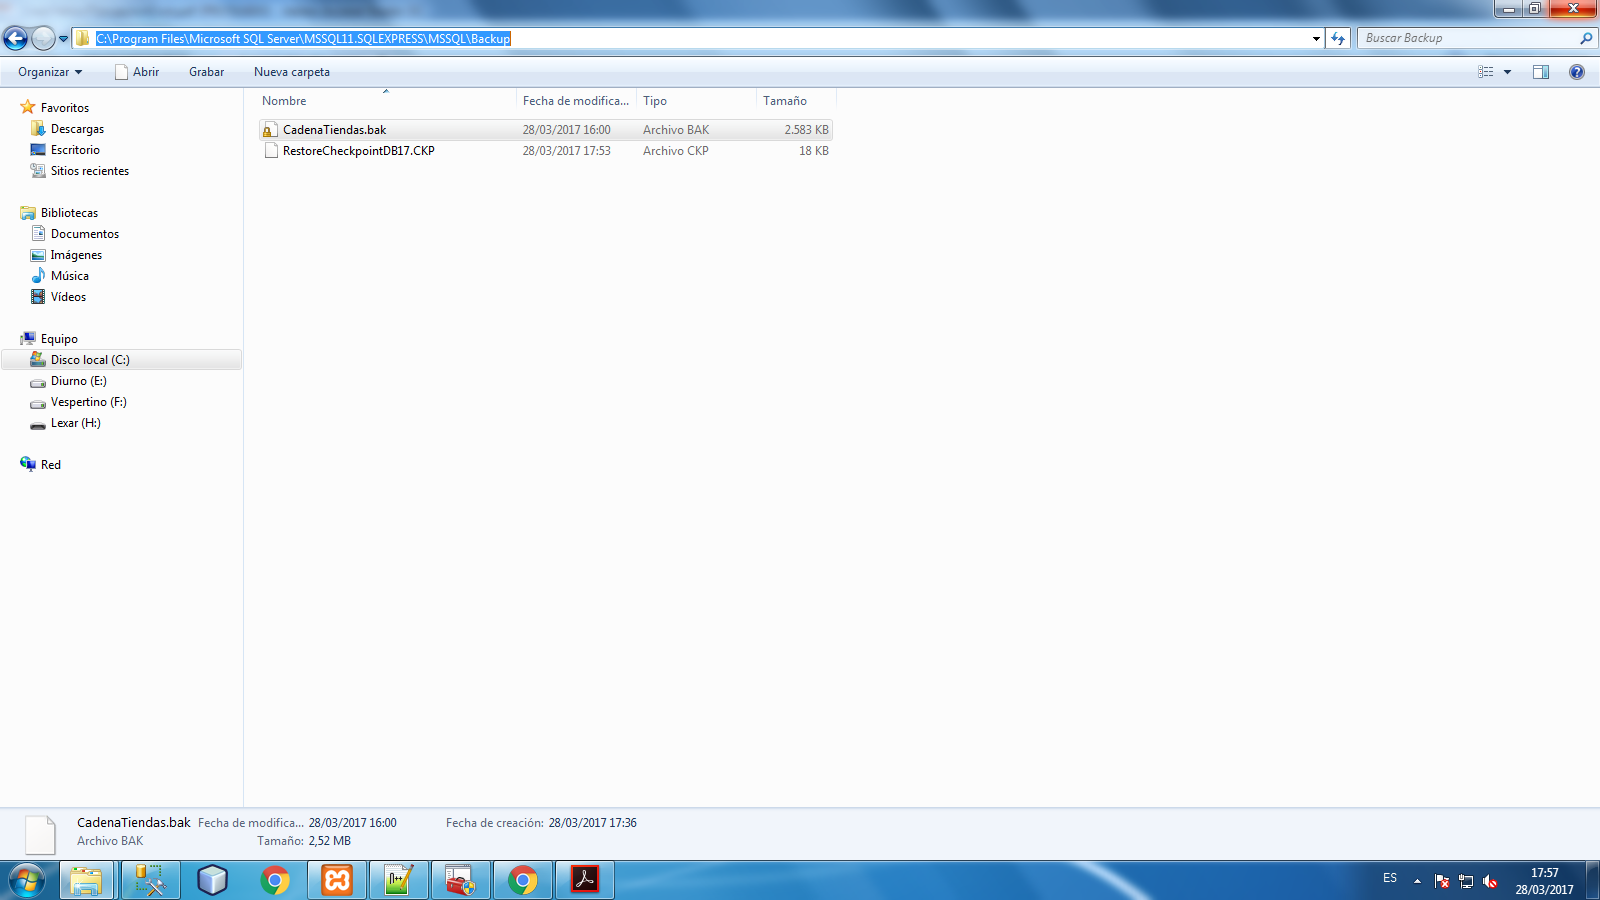 C:\Program Files\Microsoft SQL Server\MSSQL11.SQLEXPRESS\MSSQL\Backup
Buscar Backup
Organizar
Abrir
Grabar
Nueva carpeta
Nombre
Fecha de modifica...
Tipo
Tamaño
CadenaTiendas.bak 28/03/2017 16:00 Archivo BAK 2.583 KB
RestoreCheckpointDB17.CKP 28/03/2017 17:53 Archivo CKP 18 KB
Favoritos
Descargas
Escritorio
Sitios recientes
Bibliotecas
Documentos
Imágenes
Música
Vídeos
Equipo
Disco local (C:)
Diurno (E:)
Vespertino (F:)
Lexar (H:)
Red
CadenaTiendas.bak Fecha de modifica... 28/03/2017 16:00 Fecha de creación: 28/03/2017 17:36
Archivo BAK Tamaño: 2,52 MB
ES
17:57
28/03/2017